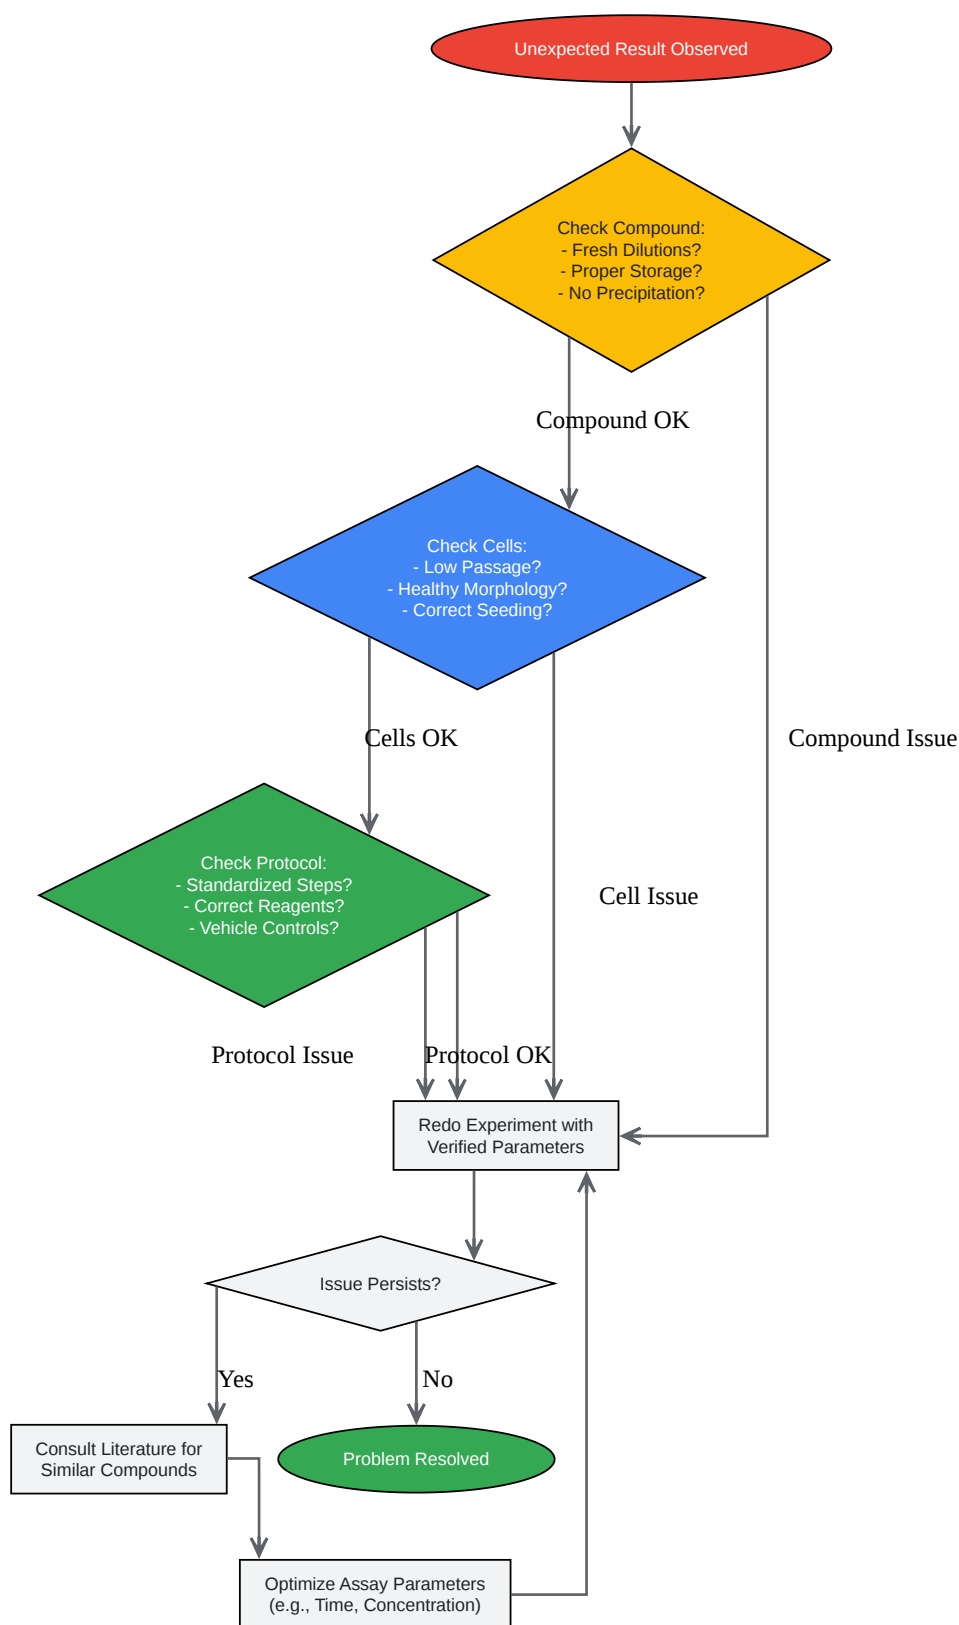 Unexpected Result Observed
Check Compound:
- Fresh Dilutions?
- Proper Storage?
- No Precipitation?
Compound OK
Check Cells:
- Low Passage?
- Healthy Morphology?
- Correct Seeding?
Cells OK
Compound Issue
Check Protocol:
- Standardized Steps?
- Correct Reagents?
- Vehicle Controls?
Cell Issue
Protocol Issue
Protocol OK
Redo Experiment with
Verified Parameters
Issue Persists?
Yes
No
Consult Literature for
Similar Compounds
Problem Resolved
Optimize Assay Parameters
(e.g., Time, Concentration)